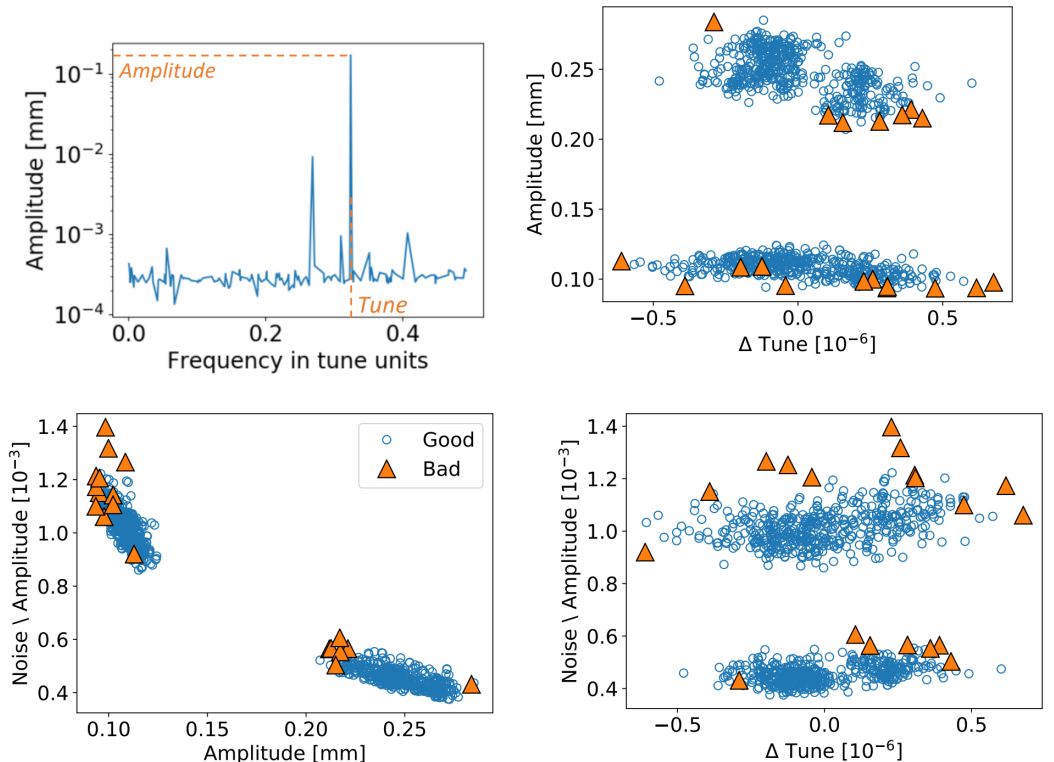 Amplitude [mm]
10⁻¹
10⁻²
10⁻³
10⁻⁴
Amplitude
Tune
0.0 0.2 0.4
Frequency in tune units
Amplitude [mm]
0.25
0.20
0.15
0.10
−0.5 0.0 0.5
Δ Tune [10⁻⁶]
Noise \ Amplitude [10⁻³]
1.4
1.2
1.0
0.8
0.6
0.4
Good
Bad
0.10 0.15 0.20 0.25
Amplitude [mm]
Noise \ Amplitude [10⁻³]
1.4
1.2
1.0
0.8
0.6
0.4
−0.5 0.0 0.5
Δ Tune [10⁻⁶]